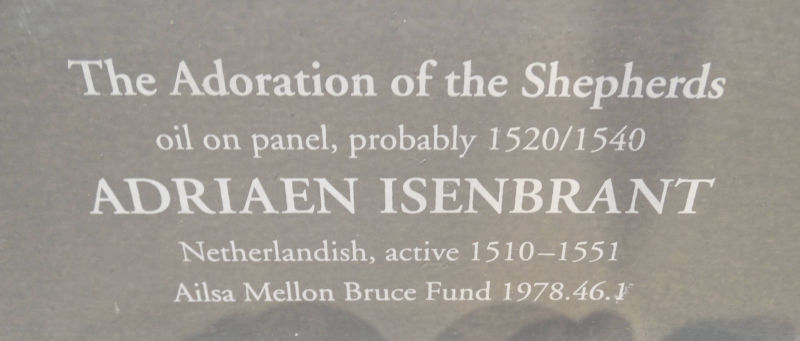 The Adoration of the Shepherds
oil on panel, probably 1520/1540
ADRIAEN ISENBRANT
Netherlandish, active 1510–1551
Ailsa Mellon Bruce Fund 1978.46.1